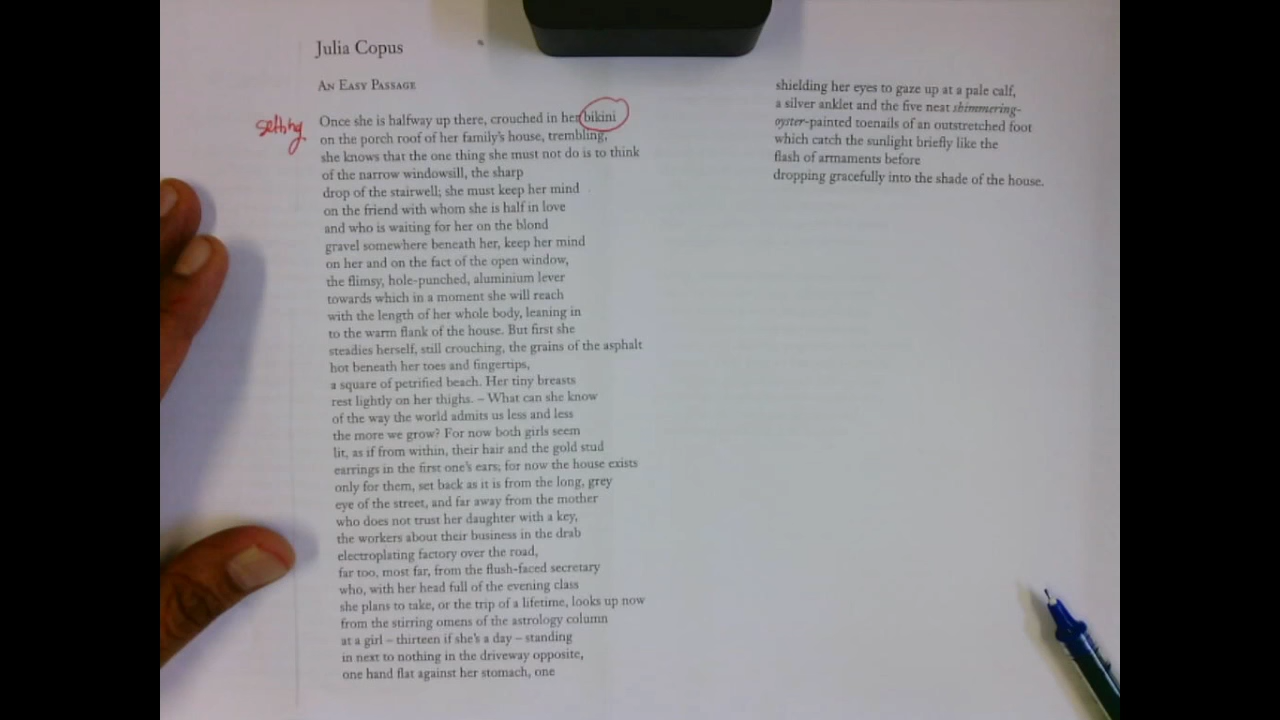 Julia Copus
An Easy Passage
setting
Once she is halfway up there, crouched in her bikini
on the porch roof of her family's house, trembling,
she knows that the one thing she must not do is to think
of the narrow windowsill, the sharp
drop of the stairwell; she must keep her mind
on the friend with whom she is half in love
and who is waiting for her on the blond
gravel somewhere beneath her, keep her mind
on her and on the fact of the open window,
the flimsy, hole-punched, aluminium lever
towards which in a moment she will reach
with the length of her whole body, leaning in
to the warm flank of the house. But first she
steadies herself, still crouching, the grains of the asphalt
hot beneath her toes and fingertips,
a square of petrified beach. Her tiny breasts
rest lightly on her thighs. – What can she know
of the way the world admits us less and less
the more we grow? For now both girls seem
lit, as if from within, their hair and the gold stud
earrings in the first one's ears; for now the house exists
only for them, set back as it is from the long, grey
eye of the street, and far away from the mother
who does not trust her daughter with a key,
the workers about their business in the drab
electroplating factory over the road,
far too, most far, from the flush-faced secretary
who, with her head full of the evening class
she plans to take, or the trip of a lifetime, looks up now
from the stirring omens of the astrology column
at a girl – thirteen if she's a day – standing
in next to nothing in the driveway opposite,
one hand flat against her stomach, one
shielding her eyes to gaze up at a pale calf,
a silver anklet and the five neat shimmering-
oyster-painted toenails of an outstretched foot
which catch the sunlight briefly like the
flash of armaments before
dropping gracefully into the shade of the house.